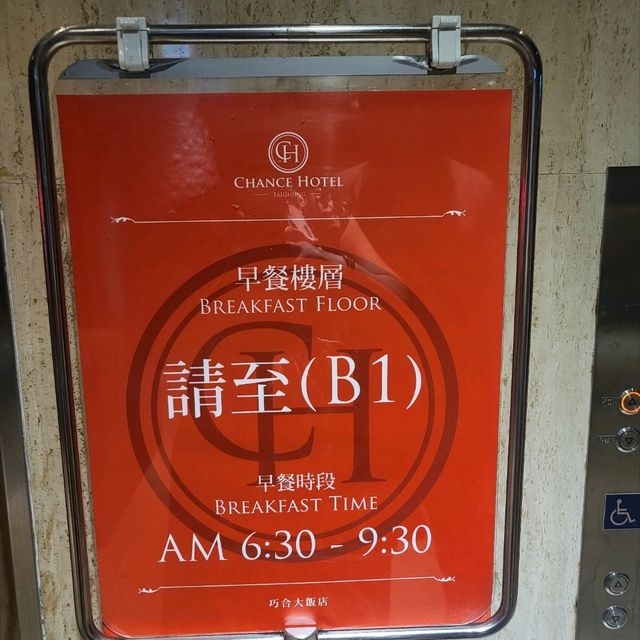 CH
CHANCE HOTEL
TAICHUNG
早餐樓層
BREAKFAST FLOOR
請至(B1)
早餐時段
BREAKFAST TIME
AM 6:30 - 9:30
巧合大飯店